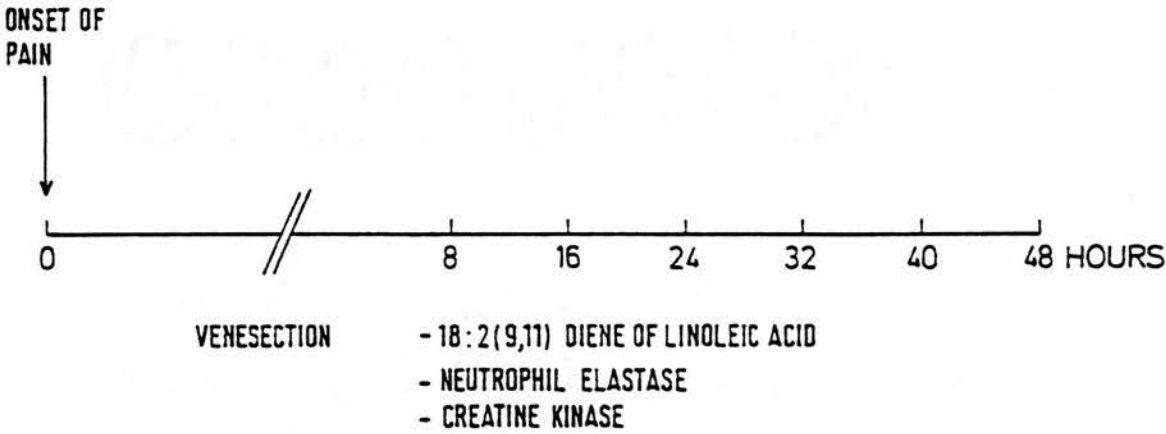 ONSET OF
PAIN
0 8 16 24 32 40 48 HOURS
VENESECTION - 18:2(9,11) DIENE OF LINOLEIC ACID
- NEUTROPHIL ELASTASE
- CREATINE KINASE